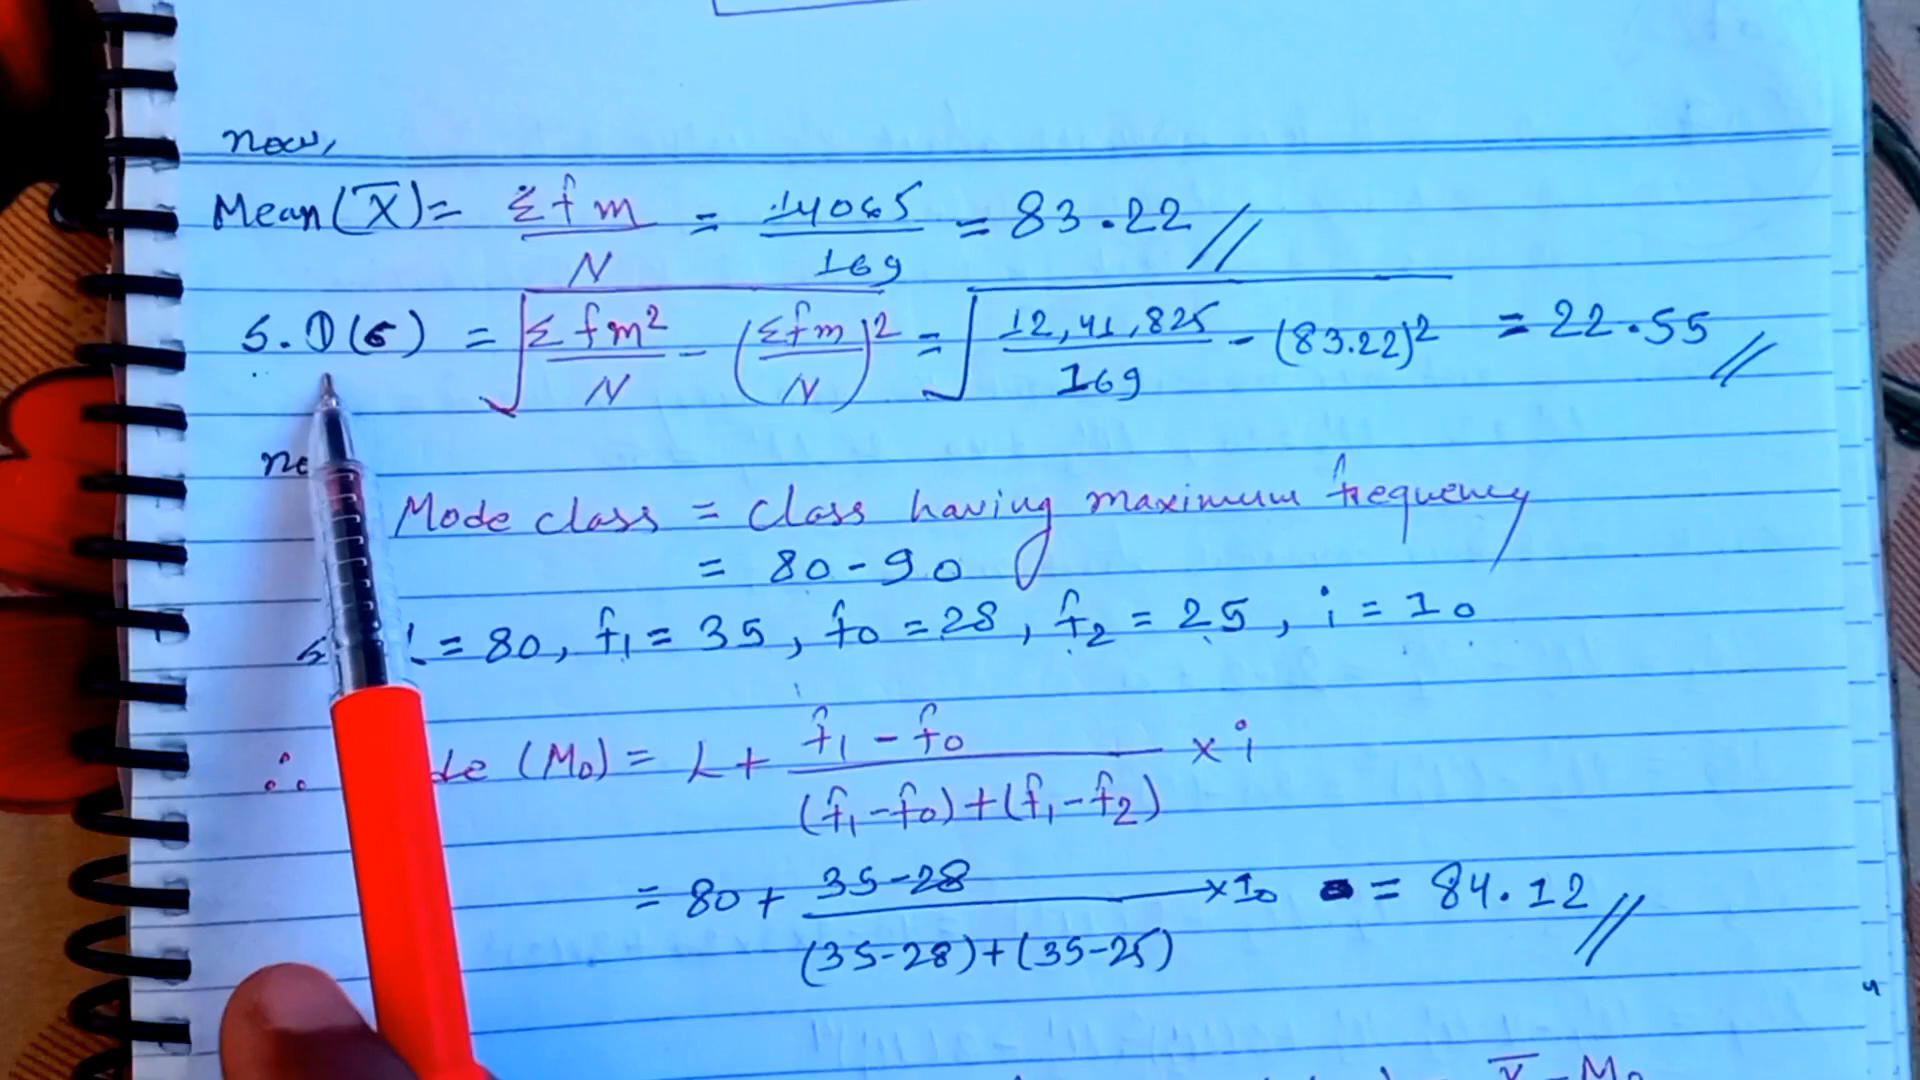 now,
Mean (X̅) = Σfm/N = 14065/169 = 83.22 //
S.D(σ) = √(Σfm²/N - (Σfm/N)²) = √(12,41,825/169 - (83.22)²) = 22.55 //
Mode class = Class having maximum frequency
= 80-90
L = 80, f₁ = 35, f₀ = 28, f₂ = 25, i = 10
∴ (M₀) = L + (f₁ - f₀)/((f₁-f₀)+(f₁-f₂)) × i
= 80 + (35-28)/((35-28)+(35-25)) × 10 = 84.12 //
X̅ - M₀